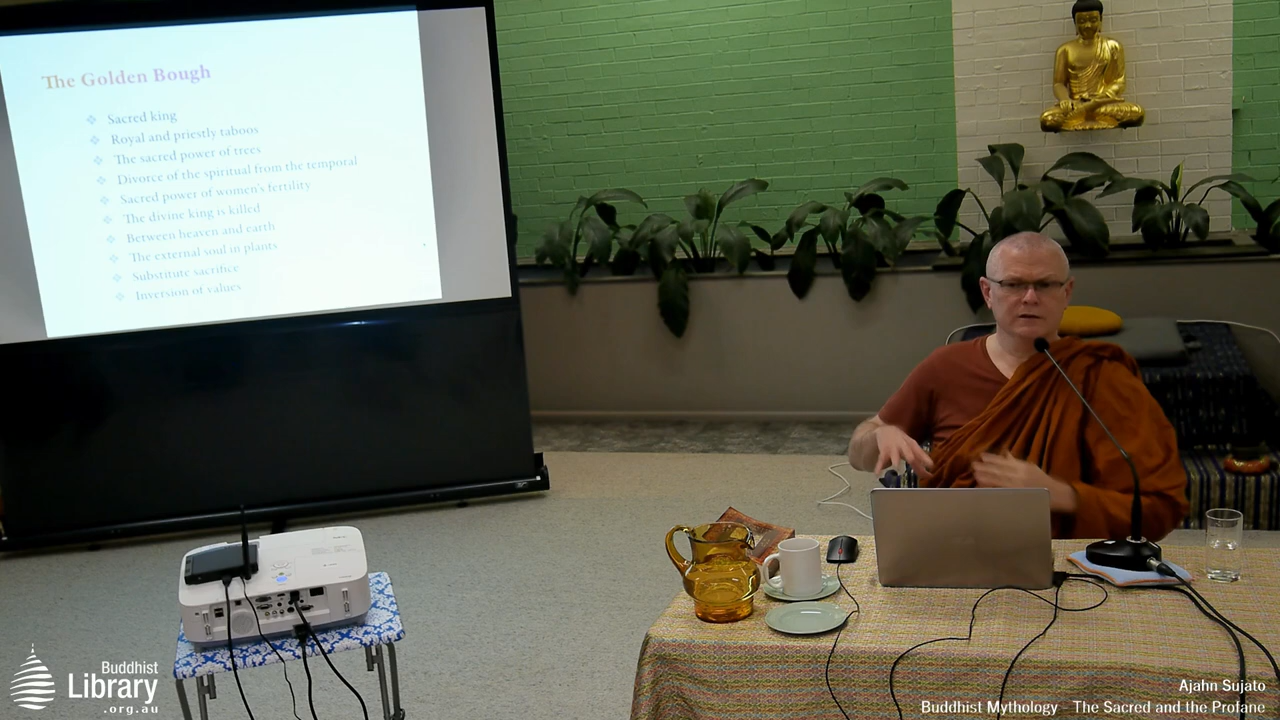 The Golden Bough
Sacred king
Royal and priestly taboos
The sacred power of trees
Divorce of the spiritual from the temporal
Sacred power of women's fertility
The divine king is killed
Between heaven and earth
The external soul in plants
Substitute sacrifice
Inversion of values
Buddhist
Library
.org.au
Ajahn Sujato
Buddhist Mythology The Sacred and the Profane